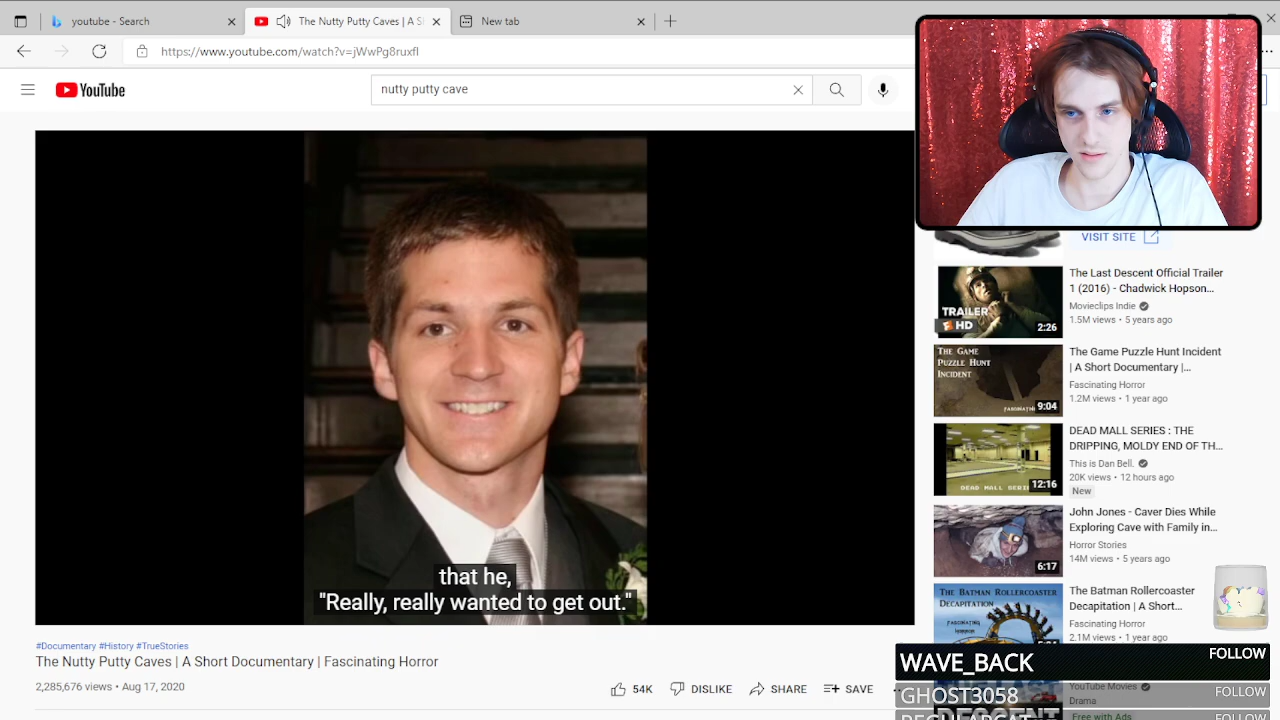 youtube - Search
The Nutty Putty Caves | A S
New tab
https://www.youtube.com/watch?v=jWwPg8ruxfI
YouTube
nutty putty cave
that he,
"Really, really wanted to get out."
#Documentary #History #TrueStories
The Nutty Putty Caves | A Short Documentary | Fascinating Horror
2,285,676 views • Aug 17, 2020
54K
DISLIKE
SHARE
SAVE
VISIT SITE
TRAILER
HD
2:26
The Last Descent Official Trailer
1 (2016) - Chadwick Hopson...
Movieclips Indie
1.5M views • 5 years ago
THE GAME
PUZZLE HUNT
INCIDENT
9:04
The Game Puzzle Hunt Incident
| A Short Documentary |...
Fascinating Horror
1.2M views • 1 year ago
DEAD MALL SERIES
12:16
DEAD MALL SERIES : THE
DRIPPING, MOLDY END OF TH...
This is Dan Bell.
20K views • 12 hours ago
New
6:17
John Jones - Caver Dies While
Exploring Cave with Family in...
Horror Stories
14M views • 5 years ago
THE BATMAN ROLLERCOASTER
DECAPITATION
FASCINATING
HORROR
The Batman Rollercoaster
Decapitation | A Short...
Fascinating Horror
2.1M views • 1 year ago
WAVE_BACK
FOLLOW
GHOST3058
FOLLOW
YouTube Movies
Drama
Free with Ads